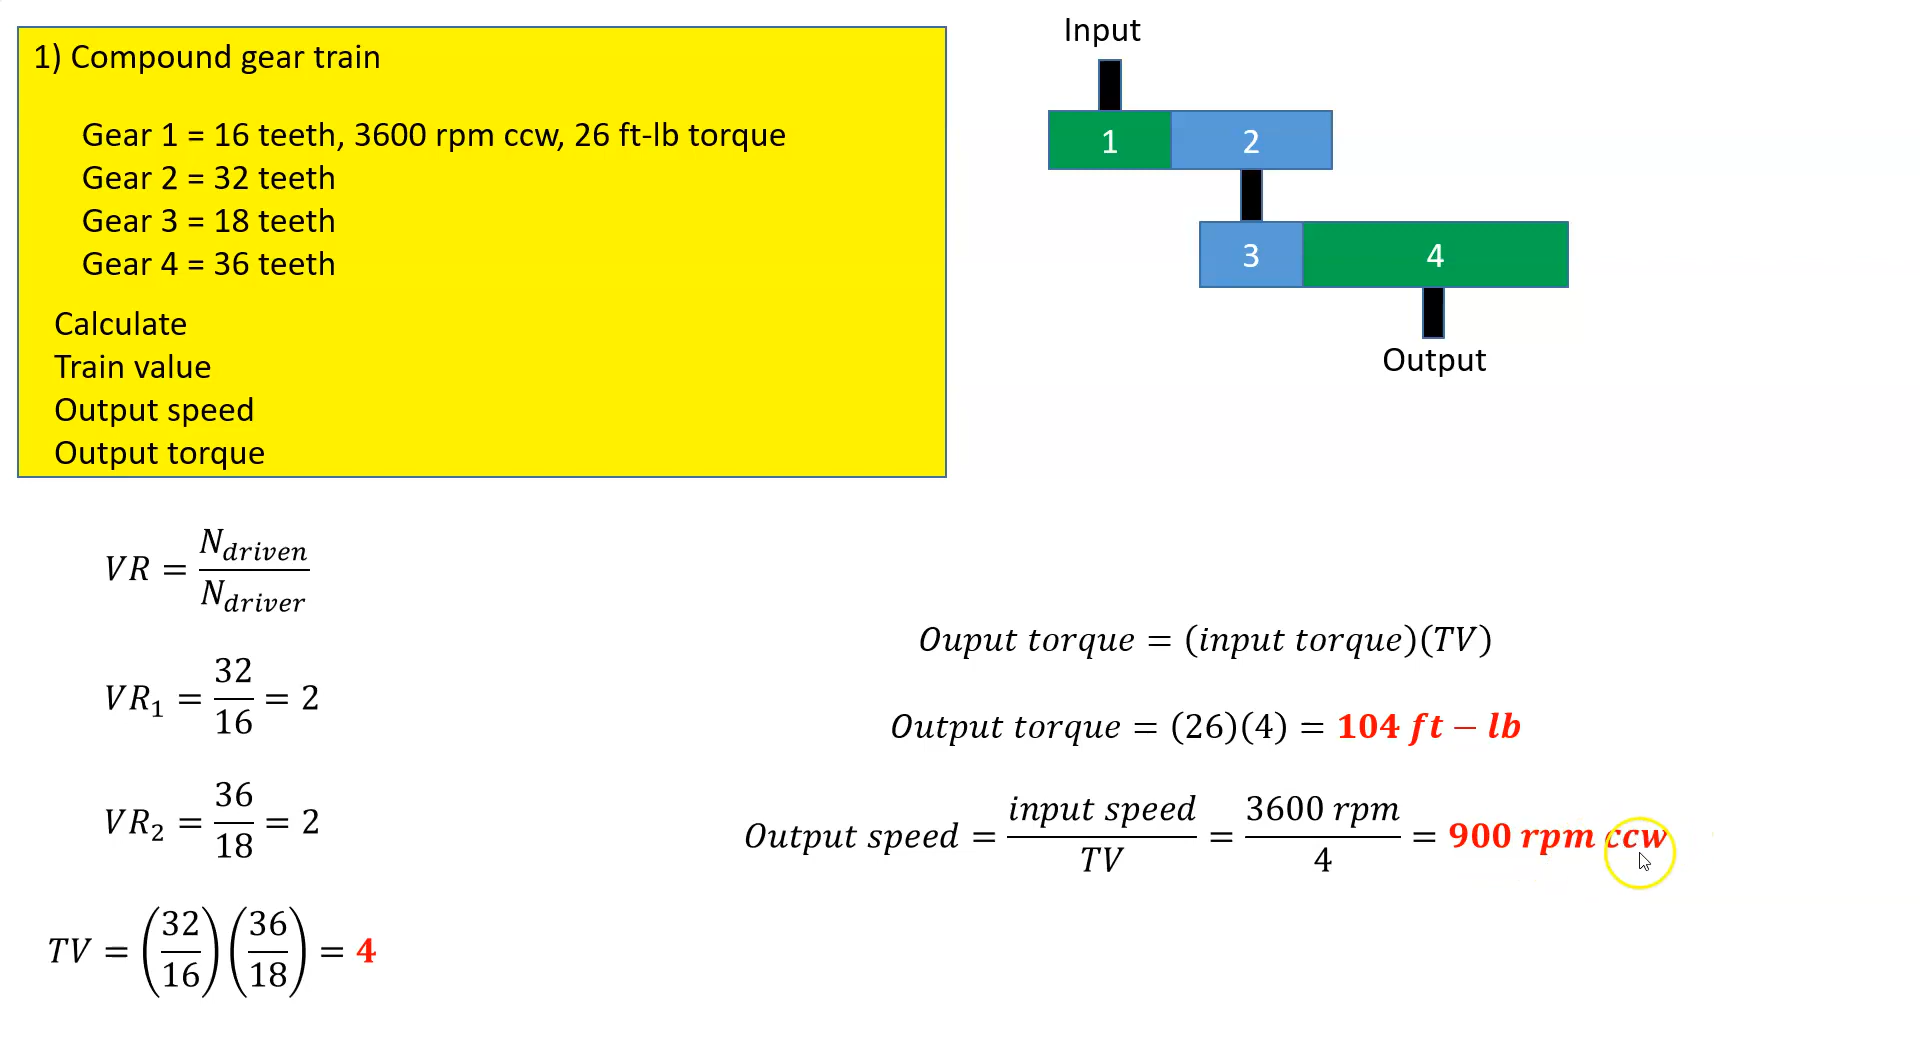 1) Compound gear train
Gear 1 = 16 teeth, 3600 rpm ccw, 26 ft-lb torque
Gear 2 = 32 teeth
Gear 3 = 18 teeth
Gear 4 = 36 teeth
Calculate
Train value
Output speed
Output torque
Input
1 2
3 4
Output
VR = N_driven / N_driver
VR₁ = 32/16 = 2
VR₂ = 36/18 = 2
TV = (32/16)(36/18) = 4
Ouput torque = (input torque)(TV)
Output torque = (26)(4) = 104 ft − lb
Output speed = input speed / TV = 3600 rpm / 4 = 900 rpm ccw